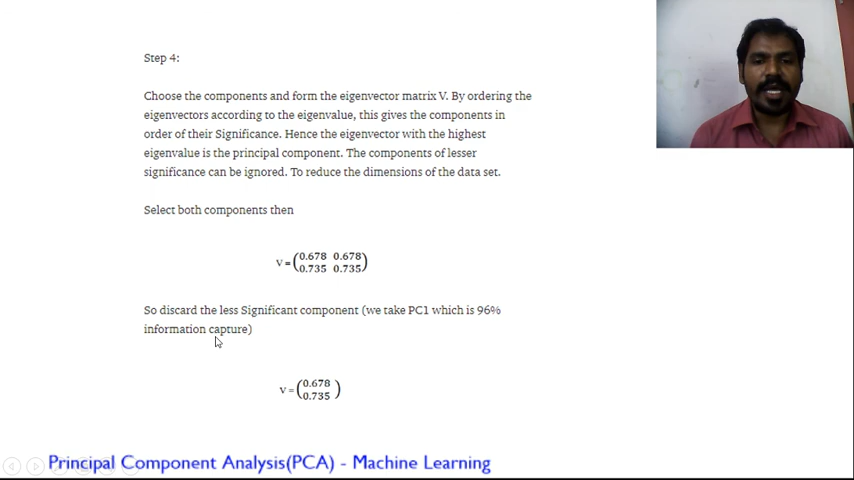 Step 4:
Choose the components and form the eigenvector matrix V. By ordering the
eigenvectors according to the eigenvalue, this gives the components in
order of their Significance. Hence the eigenvector with the highest
eigenvalue is the principal component. The components of lesser
significance can be ignored. To reduce the dimensions of the data set.
Select both components then
V = (0.678 0.678
0.735 0.735)
So discard the less Significant component (we take PC1 which is 96%
information capture)
V = (0.678
0.735)
Principal Component Analysis(PCA) - Machine Learning